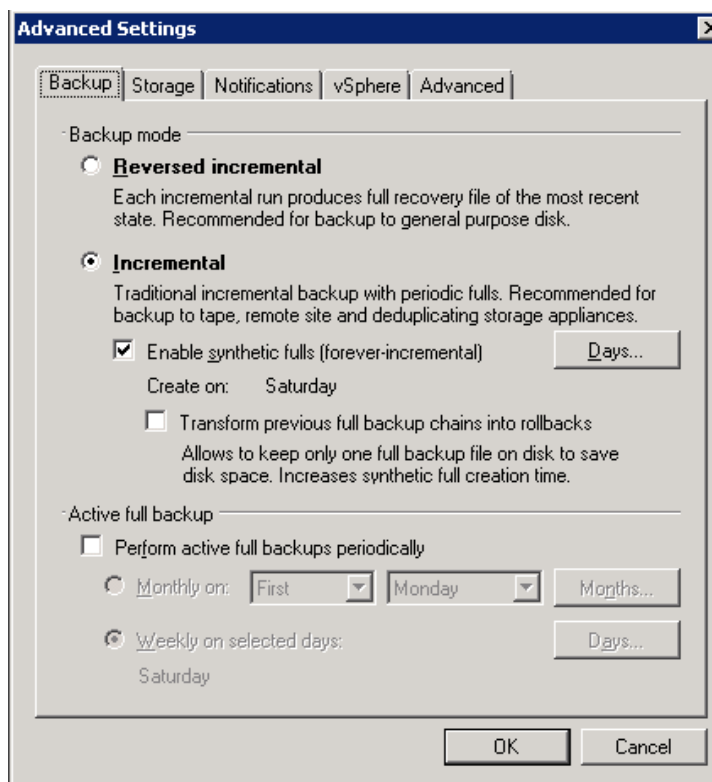 Advanced Settings
Backup
Storage
Notifications
vSphere
Advanced
Backup mode
Reversed incremental
Each incremental run produces full recovery file of the most recent
state. Recommended for backup to general purpose disk.
Incremental
Traditional incremental backup with periodic fulls. Recommended for
backup to tape, remote site and deduplicating storage appliances.
Enable synthetic fulls (forever-incremental)
Days...
Create on: Saturday
Transform previous full backup chains into rollbacks
Allows to keep only one full backup file on disk to save
disk space. Increases synthetic full creation time.
Active full backup
Perform active full backups periodically
Monthly on: First Monday Months...
Weekly on selected days: Days...
Saturday
OK Cancel